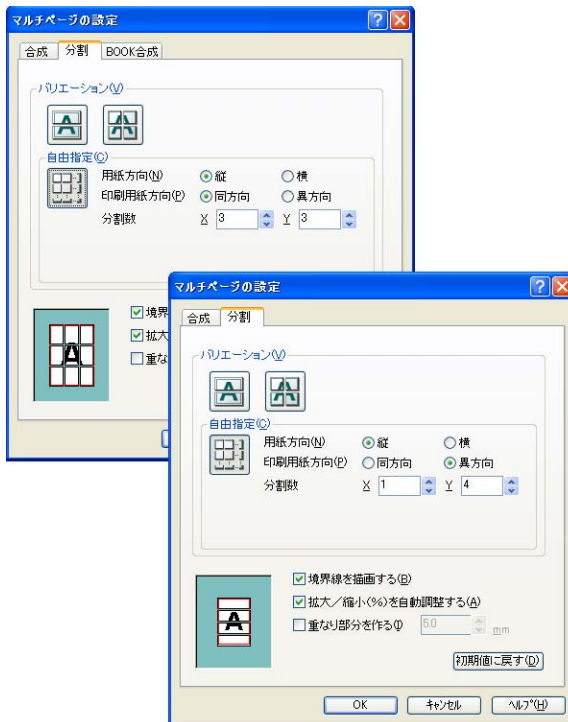 マルチページの設定
合成 分割 BOOK合成
バリエーション(V)
A A
自由指定(C)
用紙方向(N) 縦 横
印刷用紙方向(P) 同方向 異方向
分割数 X 3 Y 3
境界
拡大
重な
A
マルチページの設定
合成 分割
バリエーション(V)
A A
自由指定(C)
用紙方向(N) 縦 横
印刷用紙方向(P) 同方向 異方向
分割数 X 1 Y 4
境界線を描画する(B)
拡大／縮小(%)を自動調整する(A)
重なり部分を作る(I) 5.0 mm
A
初期値に戻す(D)
OK キャンセル ヘルプ(H)